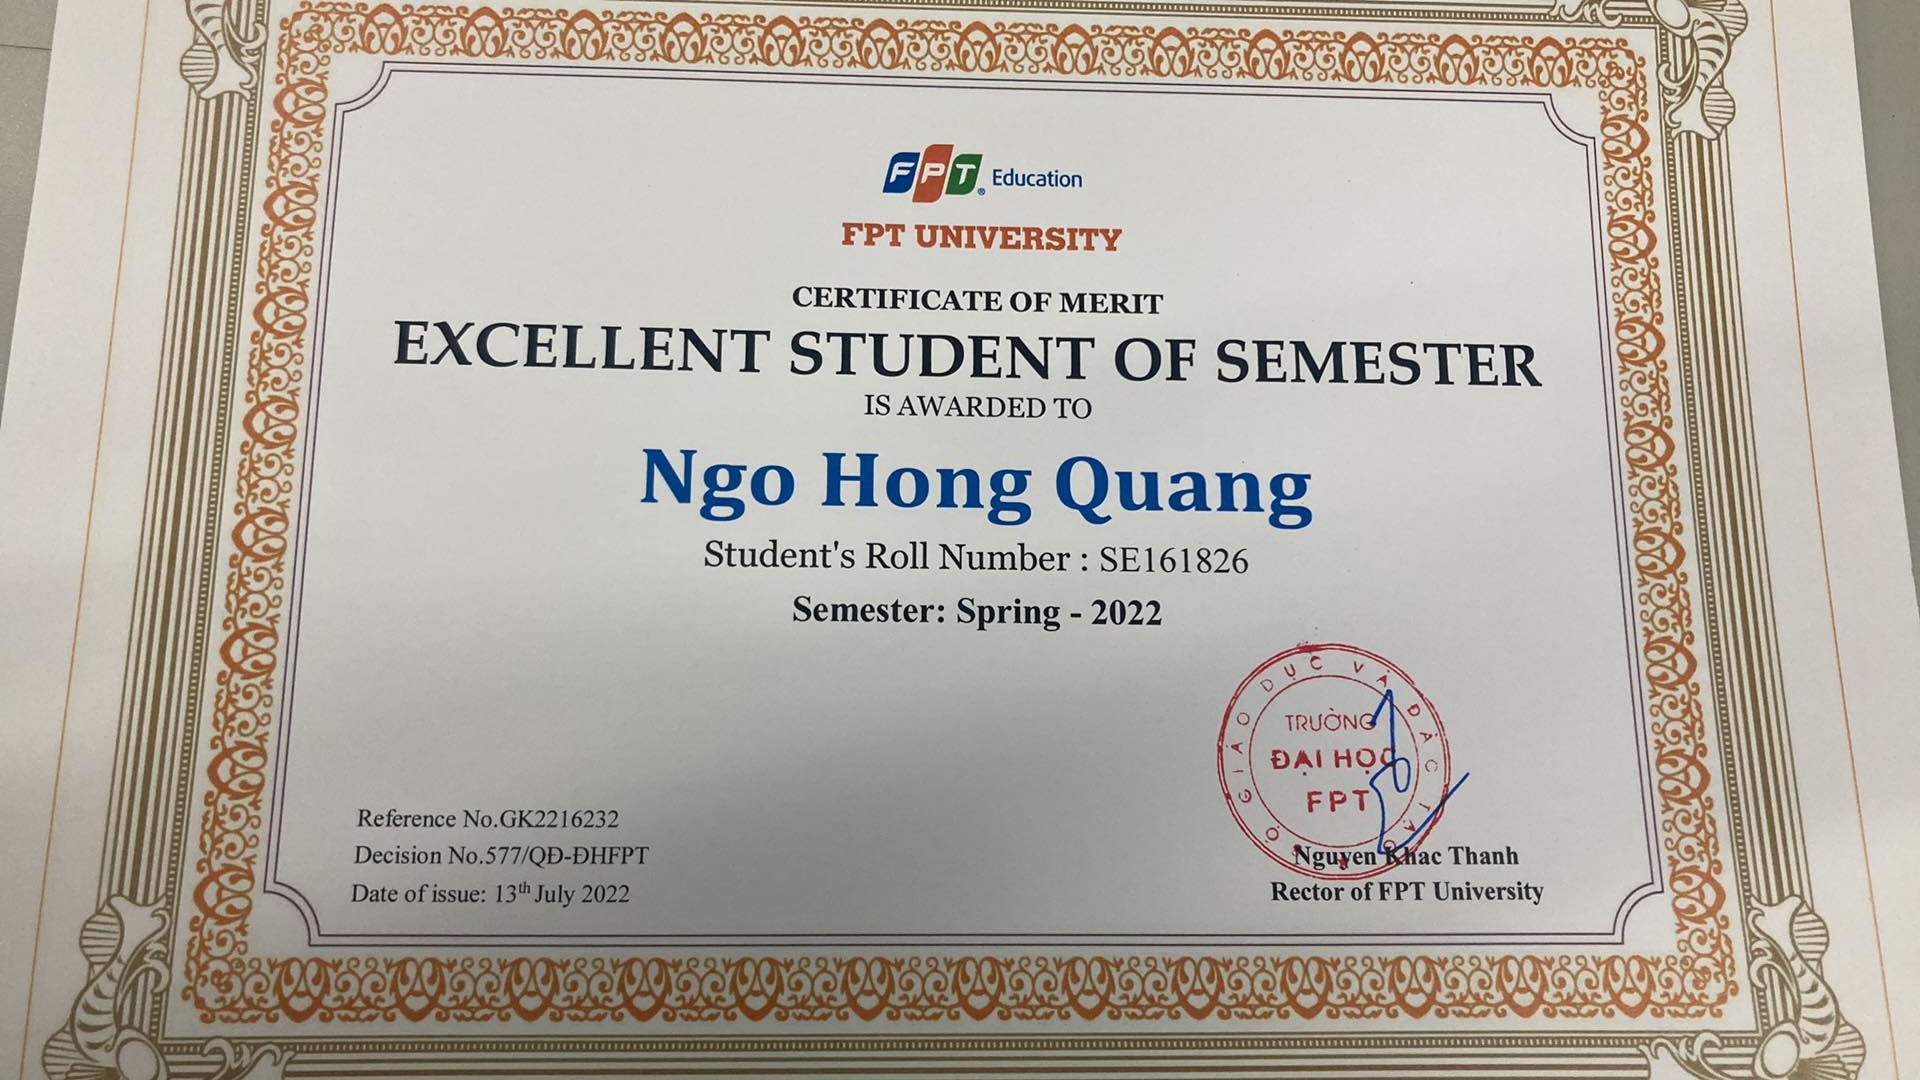 FPT Education
FPT UNIVERSITY
CERTIFICATE OF MERIT
EXCELLENT STUDENT OF SEMESTER
IS AWARDED TO
Ngo Hong Quang
Student's Roll Number : SE161826
Semester: Spring - 2022
BỘ GIÁO DỤC VÀ ĐÀO TẠO
TRƯỜNG
ĐẠI HỌC
FPT
Reference No.GK2216232
Decision No.577/QĐ-ĐHFPT
Date of issue: 13th July 2022
Nguyen Khac Thanh
Rector of FPT University